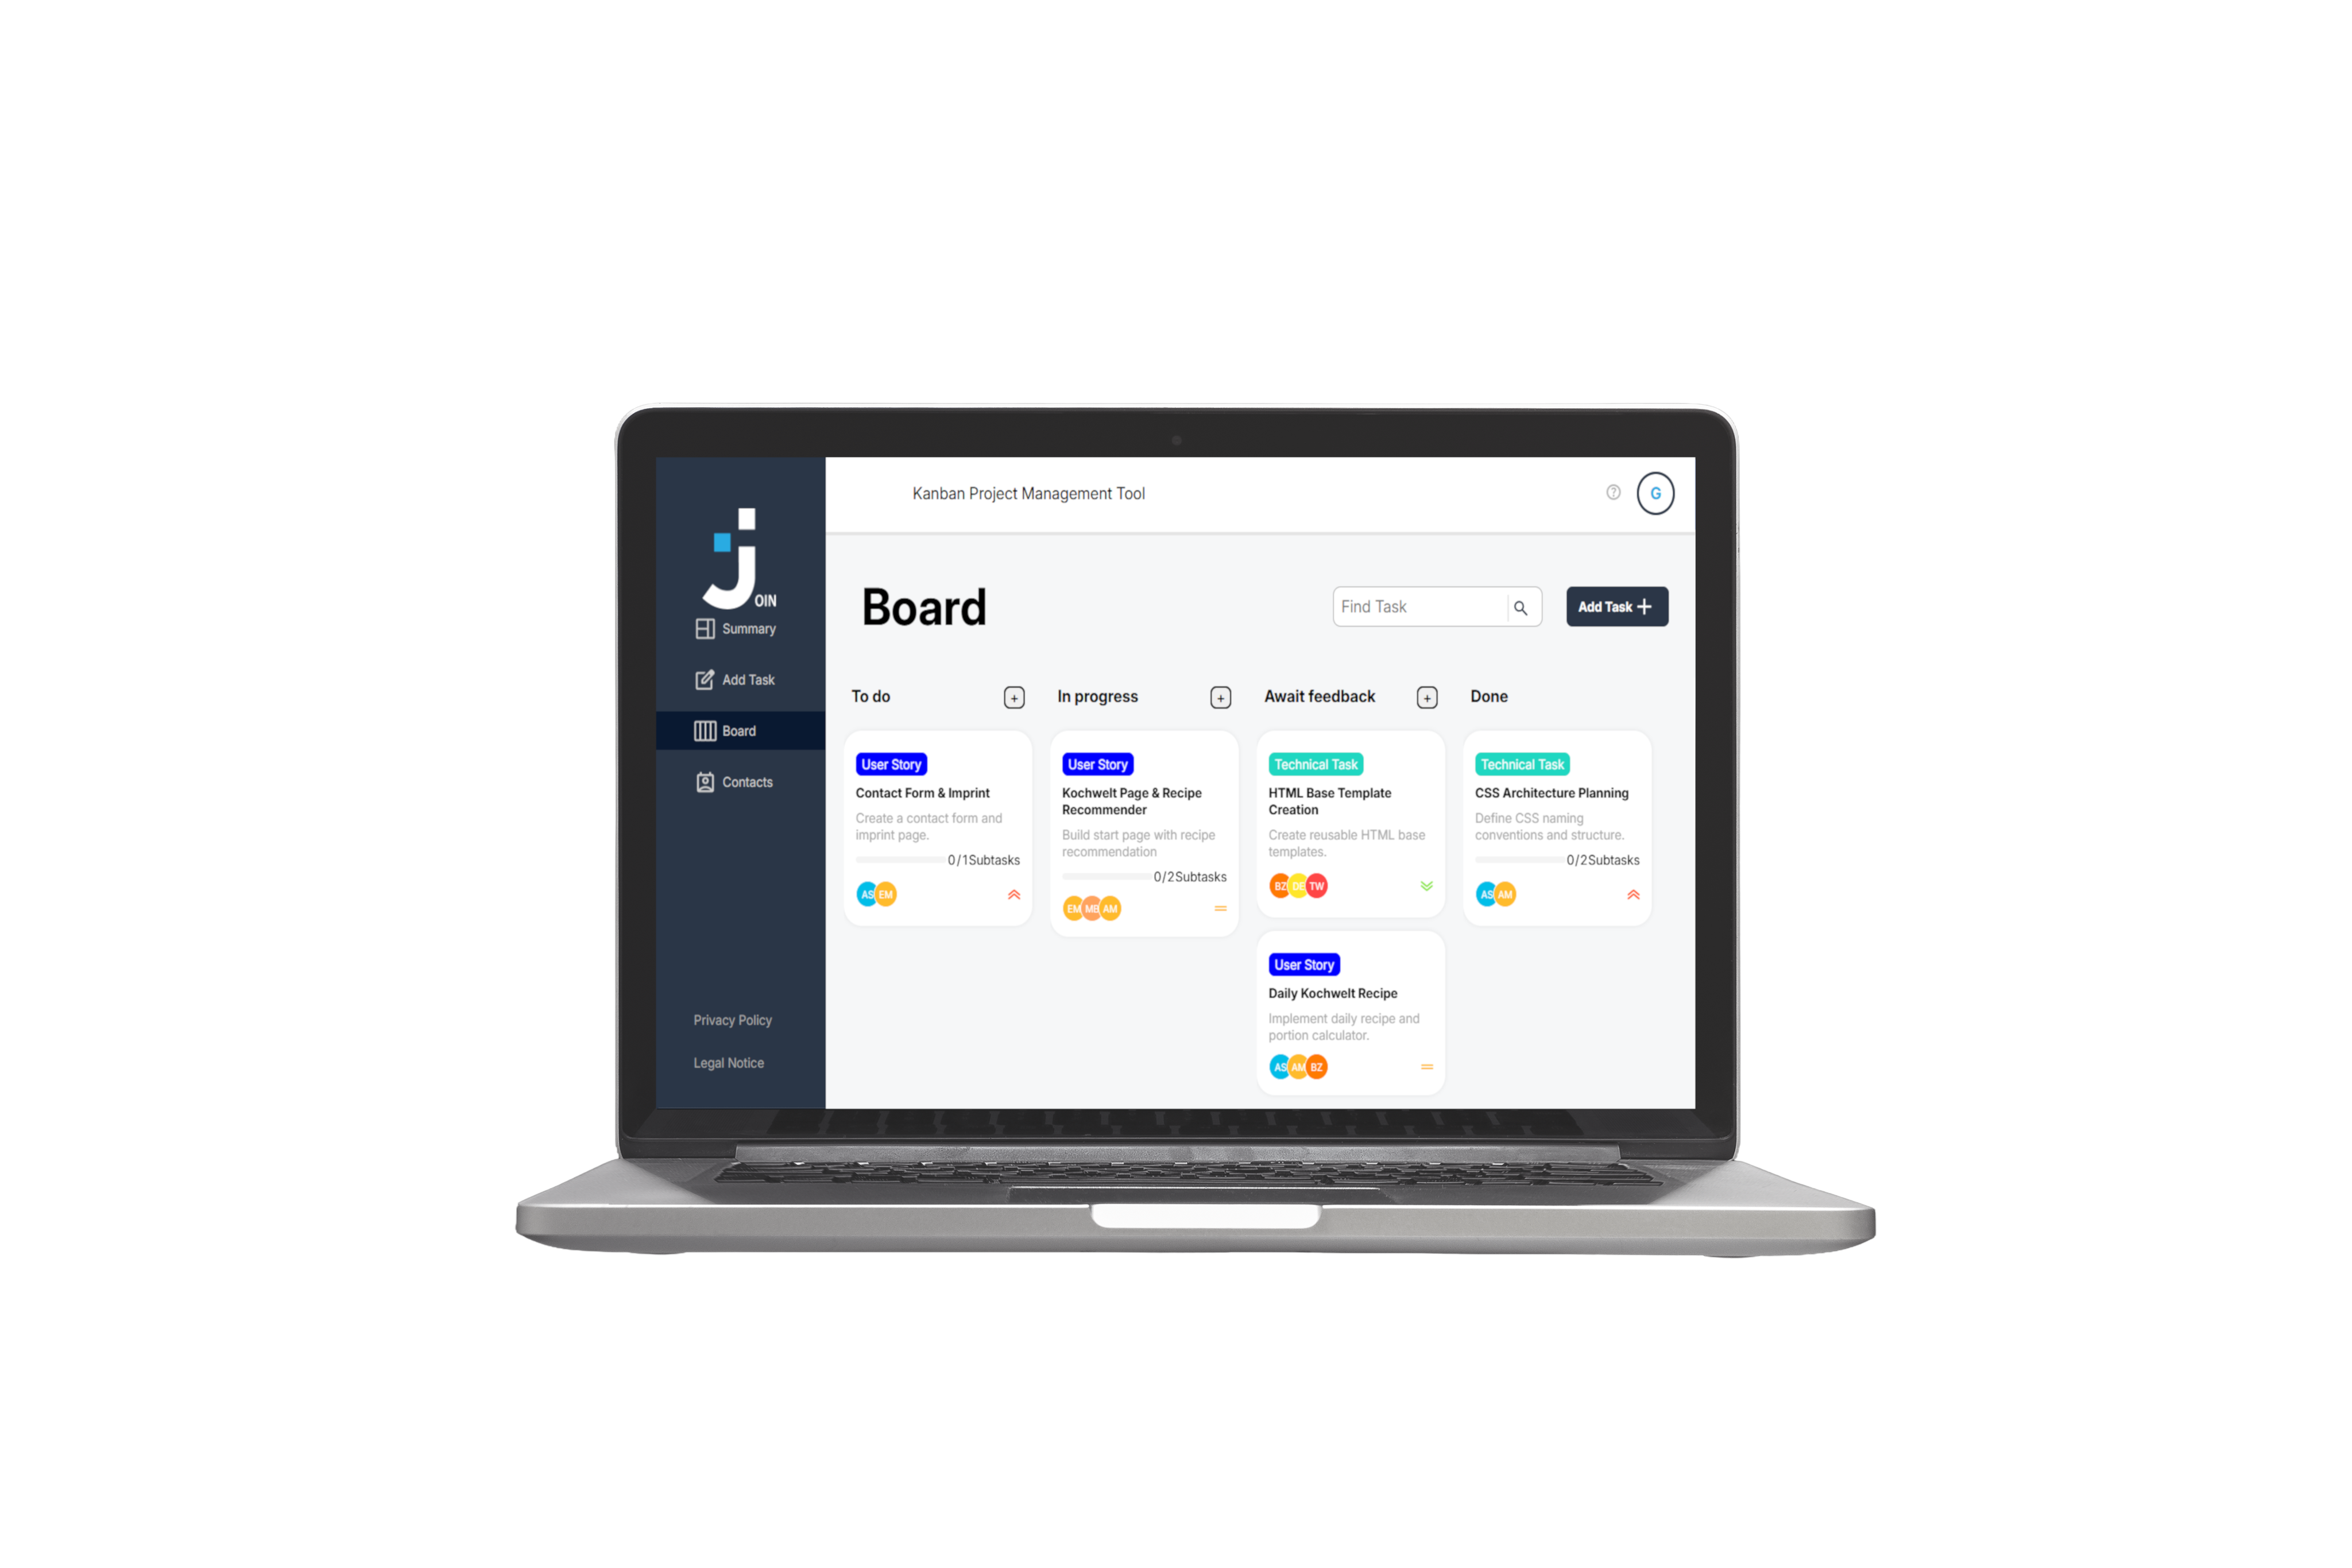 Kanban Project Management Tool
G
OIN
Summary
Add Task
Board
Contacts
Privacy Policy
Legal Notice
Board
Find Task
Add Task
To do
User Story
Contact Form & Imprint
Create a contact form and
imprint page.
0/1Subtasks
AS EM
In progress
User Story
Kochwelt Page & Recipe
Recommender
Build start page with recipe
recommendation
0/2Subtasks
EM MB AM
Await feedback
Technical Task
HTML Base Template
Creation
Create reusable HTML base
templates.
BZ DE TW
User Story
Daily Kochwelt Recipe
Implement daily recipe and
portion calculator.
AS AM BZ
Done
Technical Task
CSS Architecture Planning
Define CSS naming
conventions and structure.
0/2Subtasks
AS AM